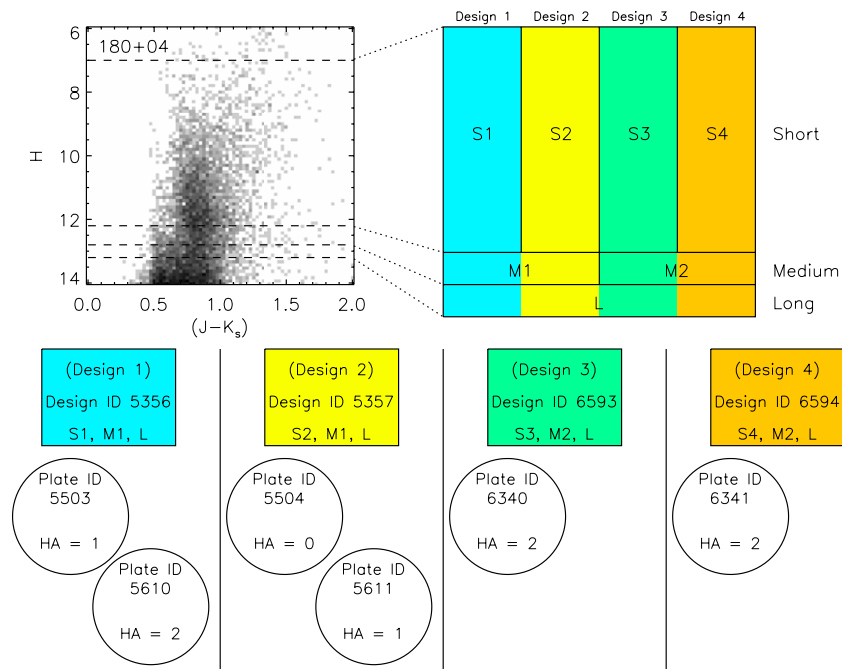 180+04
6
8
10
12
14
H
0.0 0.5 1.0 1.5 2.0
(J−Ks)
Design 1 Design 2 Design 3 Design 4
S1 S2 S3 S4 Short
M1 M2 Medium
L Long
(Design 1)
Design ID 5356
S1, M1, L
(Design 2)
Design ID 5357
S2, M1, L
(Design 3)
Design ID 6593
S3, M2, L
(Design 4)
Design ID 6594
S4, M2, L
Plate ID
5503
HA = 1
Plate ID
5610
HA = 2
Plate ID
5504
HA = 0
Plate ID
5611
HA = 1
Plate ID
6340
HA = 2
Plate ID
6341
HA = 2